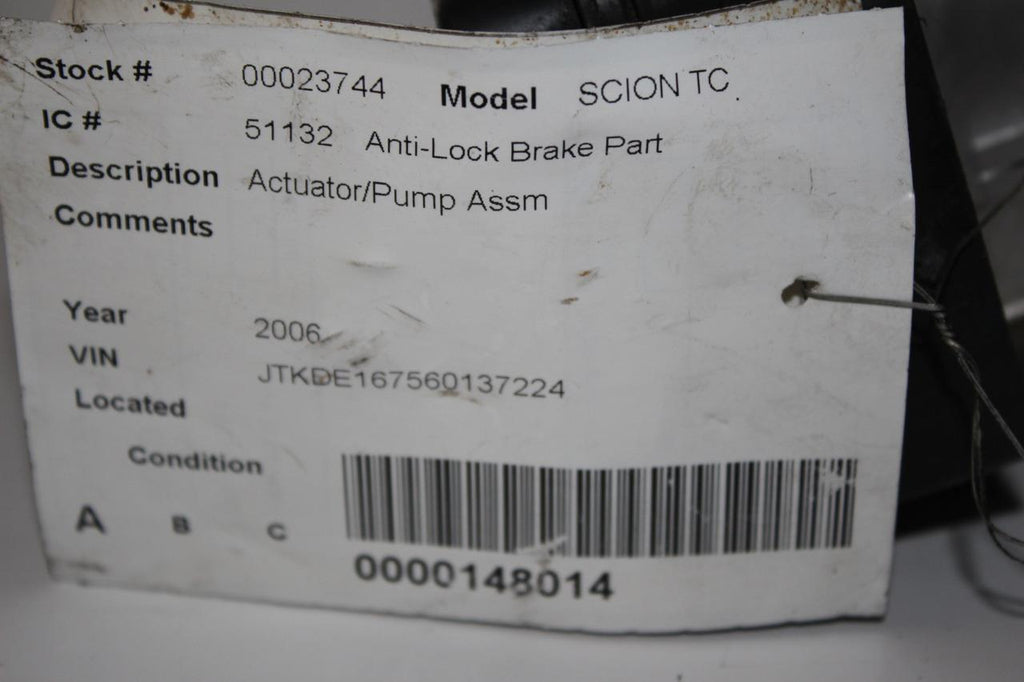 Stock # 00023744 Model SCION TC
IC # 51132 Anti-Lock Brake Part
Description Actuator/Pump Assm
Comments
Year 2006
VIN JTKDE167560137224
Located
Condition
A B C
0000148014